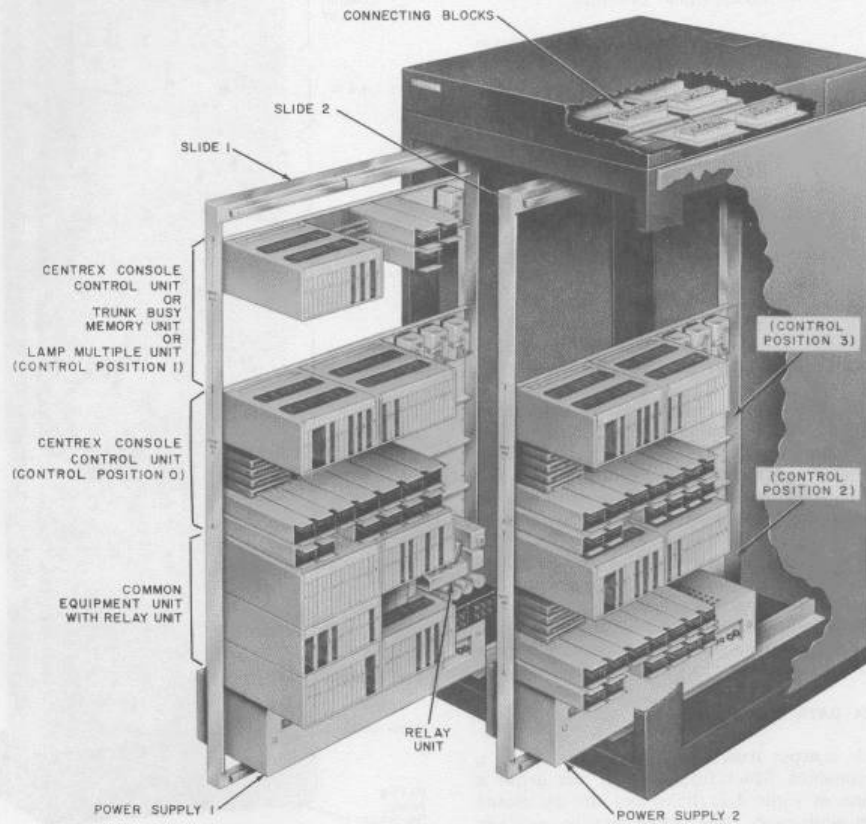 CONNECTING BLOCKS
SLIDE 2
SLIDE 1
CENTREX CONSOLE
CONTROL UNIT
OR
TRUNK BUSY
MEMORY UNIT
OR
LAMP MULTIPLE UNIT
(CONTROL POSITION 1)
(CONTROL
POSITION 3)
CENTREX CONSOLE
CONTROL UNIT
(CONTROL POSITION 0)
(CONTROL
POSITION 2)
COMMON
EQUIPMENT UNIT
WITH RELAY UNIT
RELAY
UNIT
POWER SUPPLY 1
POWER SUPPLY 2